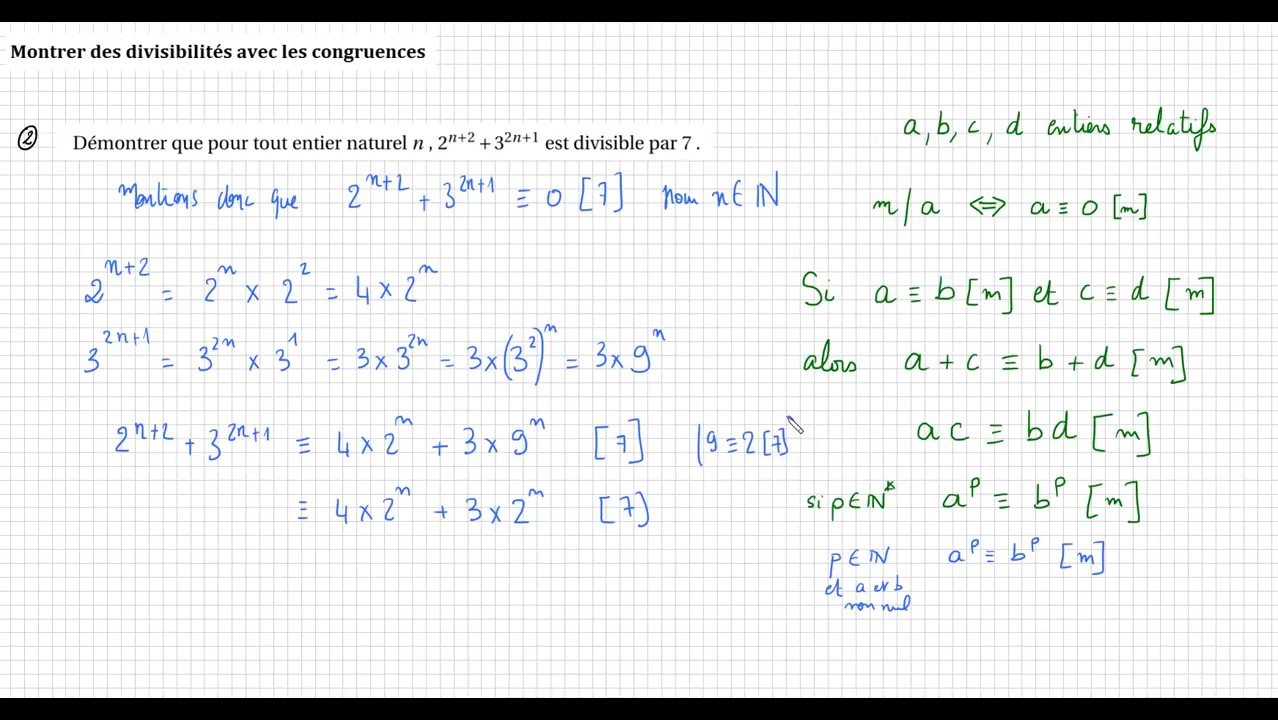 Montrer des divisibilités avec les congruences
② Démontrer que pour tout entier naturel n , 2^{n+2} + 3^{2n+1} est divisible par 7 .
Montrons donc que 2^{n+2} + 3^{2n+1} ≡ 0 [7] pour n ∈ ℕ
2^{n+2} = 2^n × 2^2 = 4 × 2^n
3^{2n+1} = 3^{2n} × 3^1 = 3 × 3^{2n} = 3 × (3^2)^n = 3 × 9^n
2^{n+2} + 3^{2n+1} ≡ 4 × 2^n + 3 × 9^n [7] | 9 ≡ 2 [7]
≡ 4 × 2^n + 3 × 2^n [7]
a, b, c, d entiers relatifs
m / a ⟺ a ≡ 0 [m]
Si a ≡ b [m] et c ≡ d [m]
alors a + c ≡ b + d [m]
a c ≡ b d [m]
si p ∈ ℕ* a^p ≡ b^p [m]
p ∈ ℕ a^p ≡ b^p [m]
et a et b
non nul